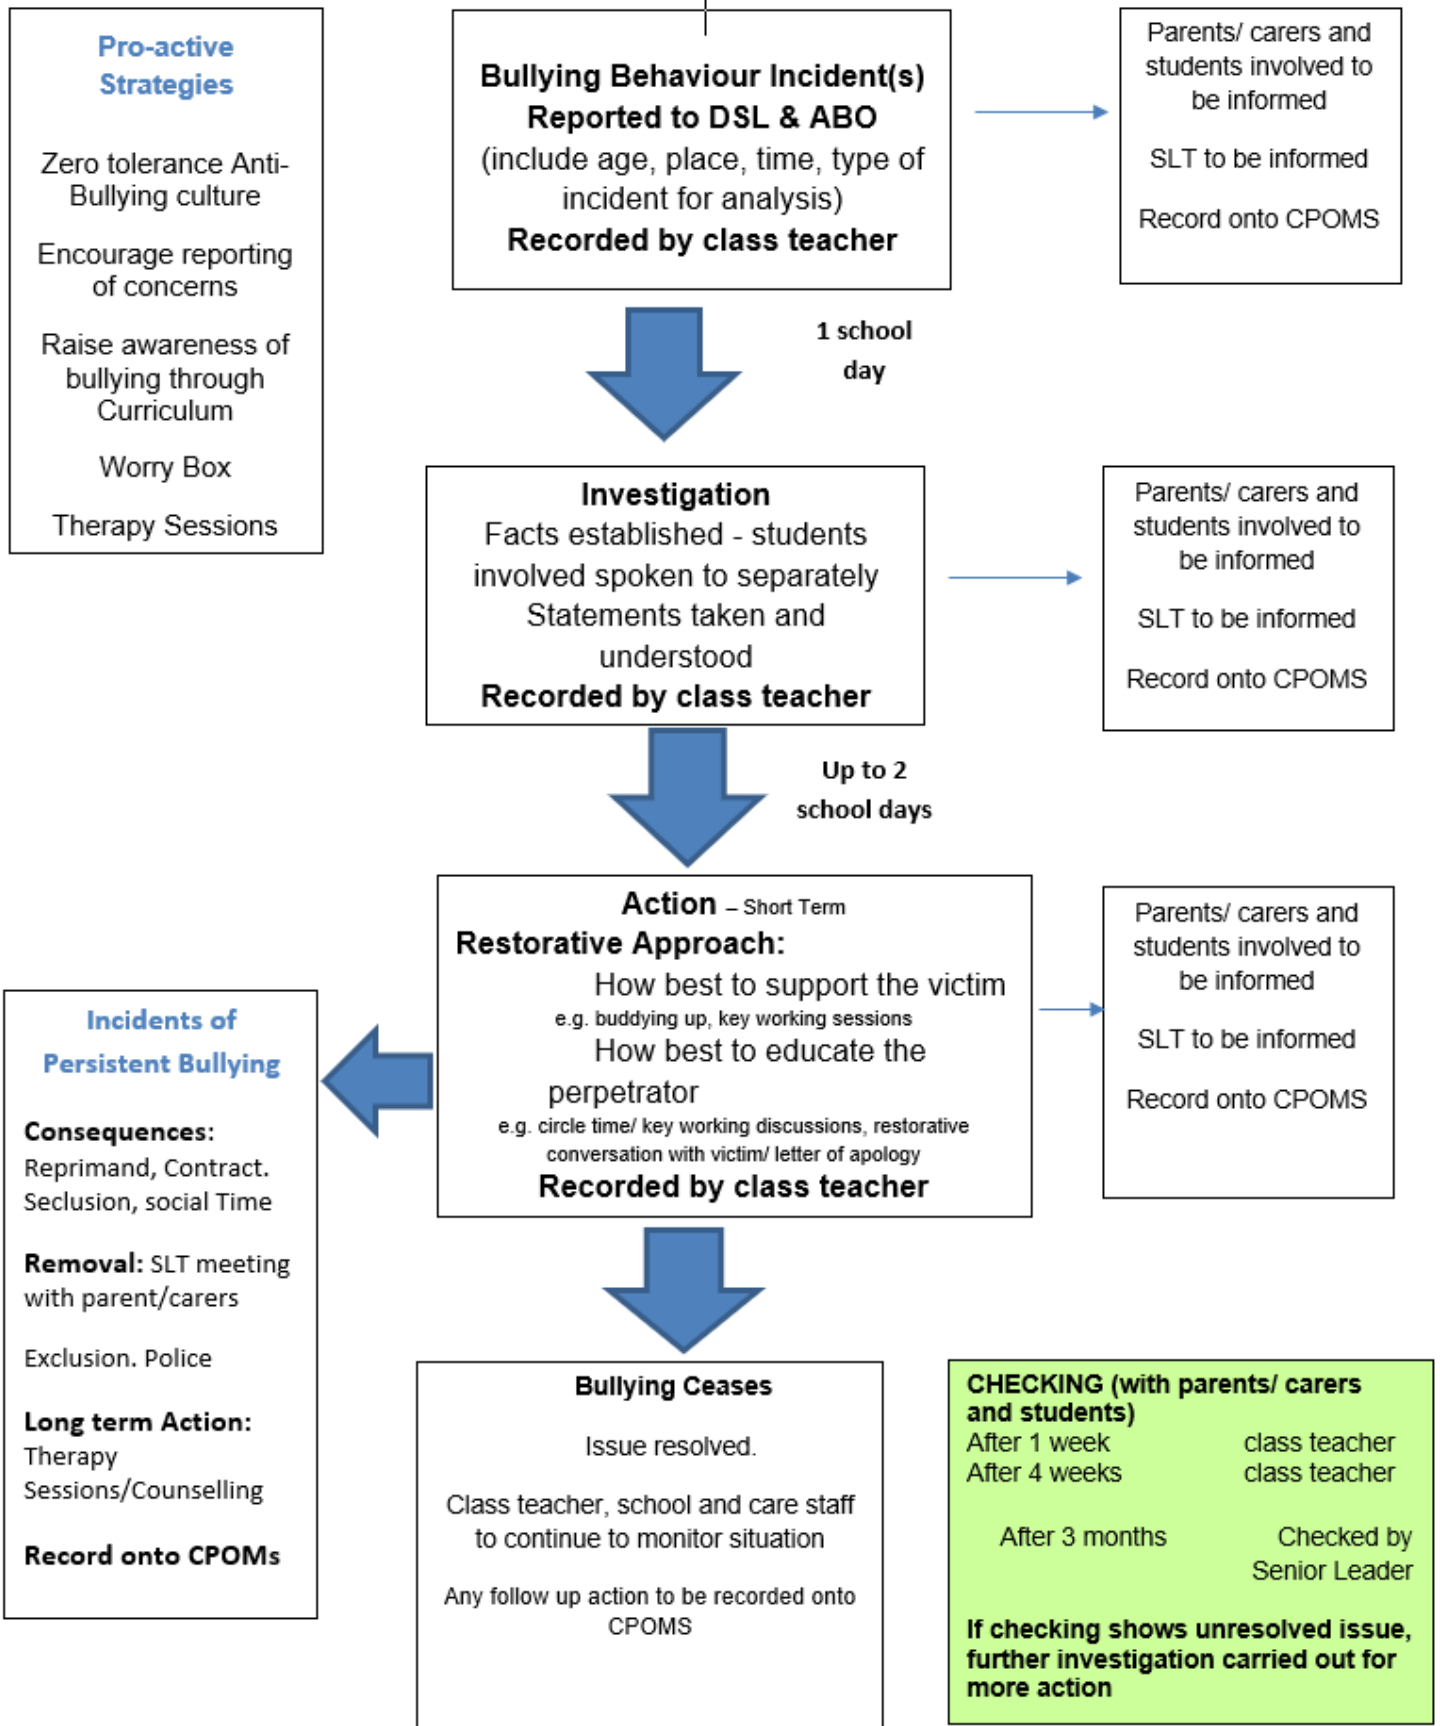 Pro-active
Strategies
Zero tolerance Anti-
Bullying culture
Encourage reporting
of concerns
Raise awareness of
bullying through
Curriculum
Worry Box
Therapy Sessions
Bullying Behaviour Incident(s)
Reported to DSL & ABO
(include age, place, time, type of
incident for analysis)
Recorded by class teacher
Parents/ carers and
students involved to
be informed
SLT to be informed
Record onto CPOMS
1 school
day
Investigation
Facts established - students
involved spoken to separately
Statements taken and
understood
Recorded by class teacher
Parents/ carers and
students involved to
be informed
SLT to be informed
Record onto CPOMS
Up to 2
school days
Action – Short Term
Restorative Approach:
How best to support the victim
e.g. buddying up, key working sessions
How best to educate the
perpetrator
e.g. circle time/ key working discussions, restorative
conversation with victim/ letter of apology
Recorded by class teacher
Parents/ carers and
students involved to
be informed
SLT to be informed
Record onto CPOMS
Incidents of
Persistent Bullying
Consequences:
Reprimand, Contract.
Seclusion, social Time
Removal: SLT meeting
with parent/carers
Exclusion. Police
Long term Action:
Therapy
Sessions/Counselling
Record onto CPOMs
Bullying Ceases
Issue resolved.
Class teacher, school and care staff
to continue to monitor situation
Any follow up action to be recorded onto
CPOMS
CHECKING (with parents/ carers
and students)
After 1 week class teacher
After 4 weeks class teacher
After 3 months Checked by
Senior Leader
If checking shows unresolved issue,
further investigation carried out for
more action